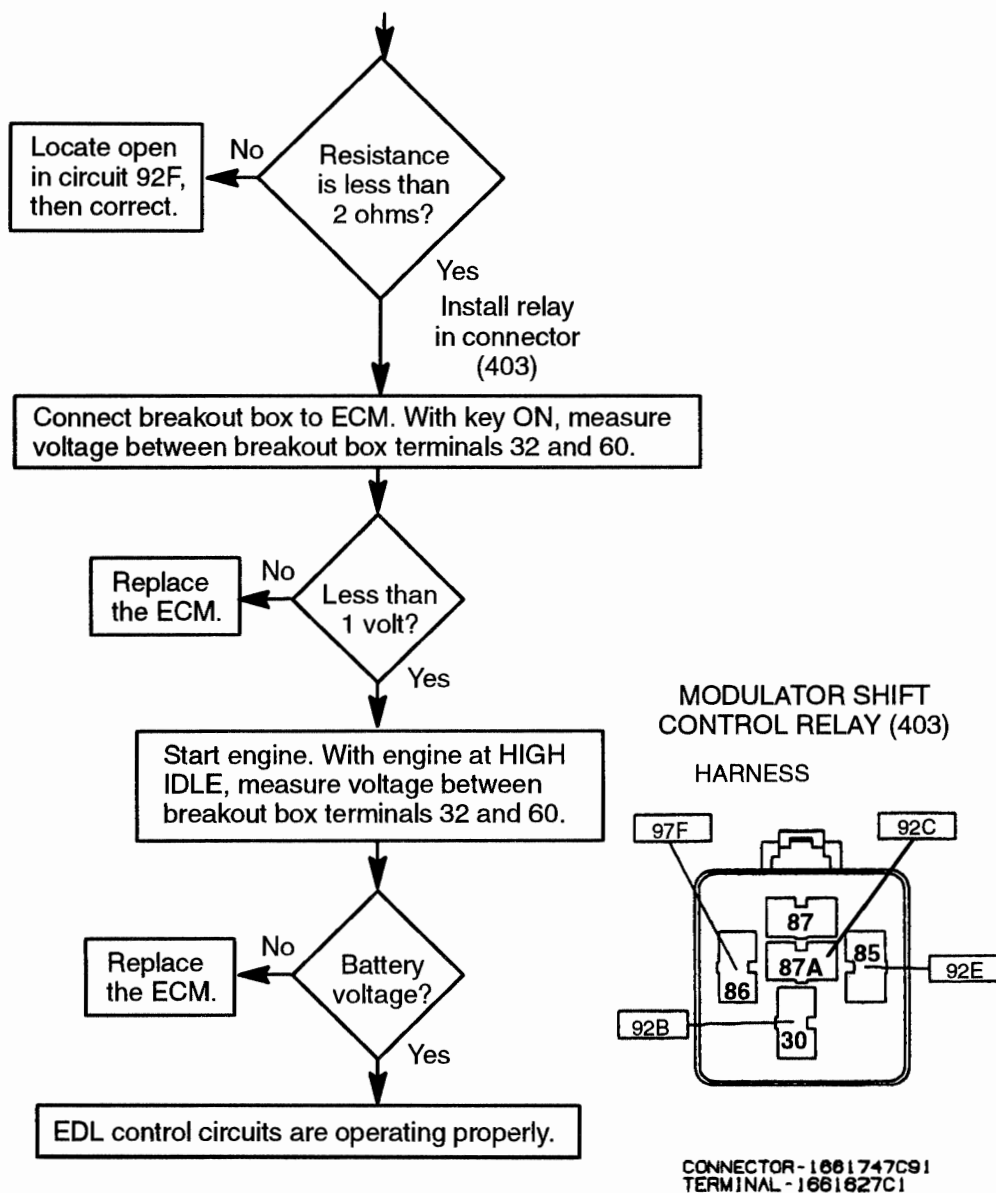 Resistance
is less than
2 ohms?
No
Locate open
in circuit 92F,
then correct.
Yes
Install relay
in connector
(403)
Connect breakout box to ECM. With key ON, measure
voltage between breakout box terminals 32 and 60.
Less than
1 volt?
No
Replace
the ECM.
Yes
Start engine. With engine at HIGH
IDLE, measure voltage between
breakout box terminals 32 and 60.
Battery
voltage?
No
Replace
the ECM.
Yes
EDL control circuits are operating properly.
MODULATOR SHIFT
CONTROL RELAY (403)
HARNESS
97F
92C
87
87A
86
85
92E
92B
30
CONNECTOR-1661747C91
TERMINAL-1661627C1